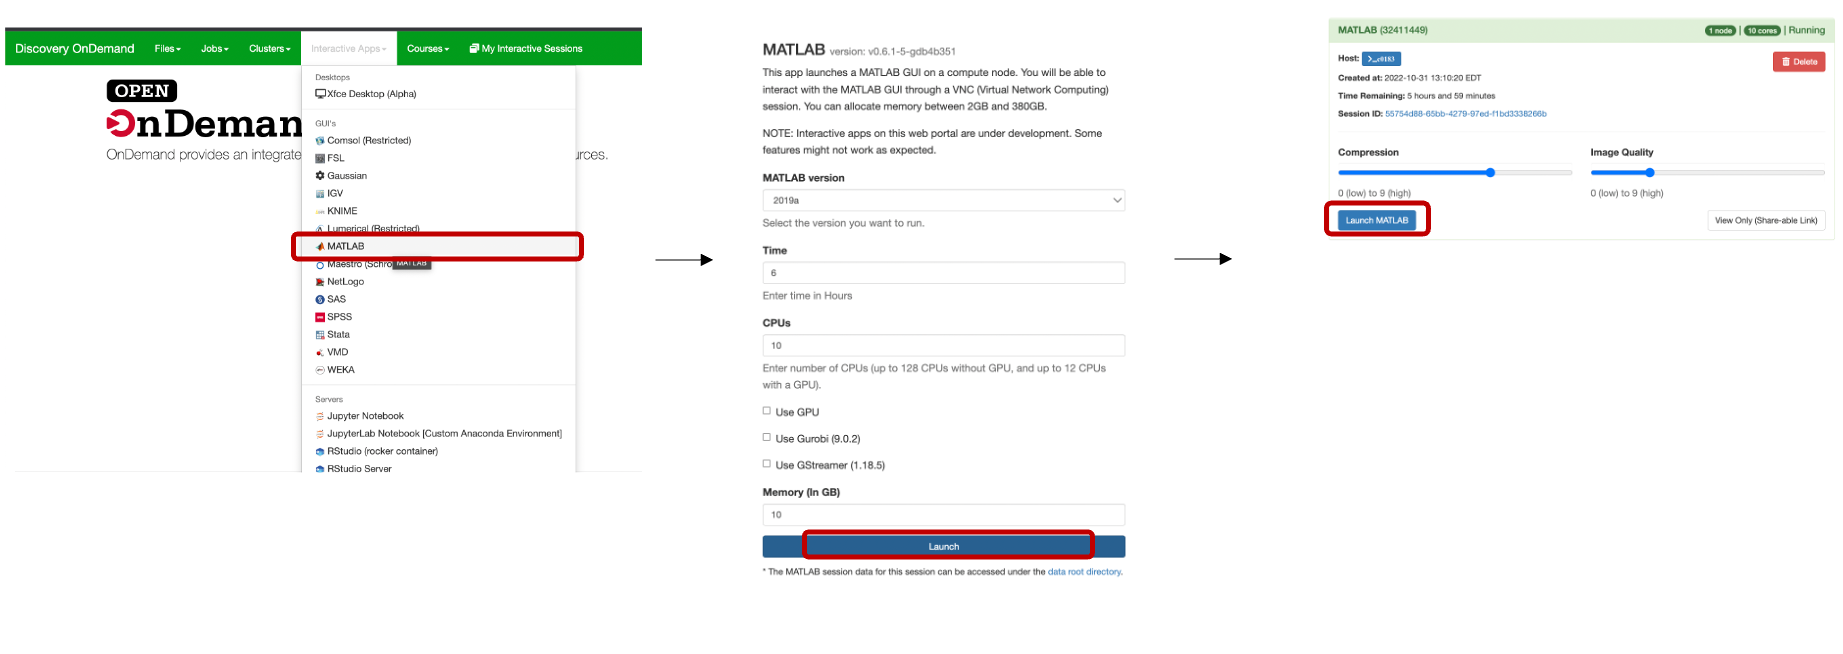 Discovery OnDemand Files Jobs Clusters Interactive Apps Courses My Interactive Sessions
OPEN
OnDeman
OnDemand provides an integrate
urces.
Desktops
Xfce Desktop (Alpha)
GUI's
Comsol (Restricted)
FSL
Gaussian
IGV
KNIME
Lumerical (Restricted)
MATLAB
Maestro (Schro
MATLAB
NetLogo
SAS
SPSS
Stata
VMD
WEKA
Servers
Jupyter Notebook
JupyterLab Notebook [Custom Anaconda Environment]
RStudio (rocker container)
RStudio Server
MATLAB version: v0.6.1-5-gdb4b351
This app launches a MATLAB GUI on a compute node. You will be able to
interact with the MATLAB GUI through a VNC (Virtual Network Computing)
session. You can allocate memory between 2GB and 380GB.
NOTE: Interactive apps on this web portal are under development. Some
features might not work as expected.
MATLAB version
2019a
Select the version you want to run.
Time
6
Enter time in Hours
CPUs
10
Enter number of CPUs (up to 128 CPUs without GPU, and up to 12 CPUs
with a GPU).
Use GPU
Use Gurobi (9.0.2)
Use GStreamer (1.18.5)
Memory (in GB)
10
Launch
* The MATLAB session data for this session can be accessed under the data root directory.
MATLAB (32411449) 1 node | 10 cores | Running
Host: >_c0183
Delete
Created at: 2022-10-31 13:10:20 EDT
Time Remaining: 5 hours and 59 minutes
Session ID: 55754d88-65bb-4279-97ed-f1bd3338266b
Compression
Image Quality
0 (low) to 9 (high)
0 (low) to 9 (high)
Launch MATLAB
View Only (Share-able Link)